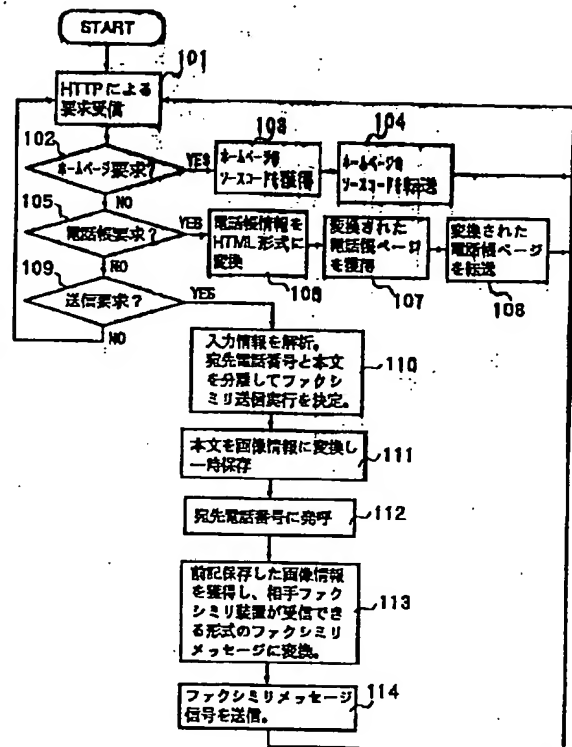 START
101
HTTPによる
要求受信
102
ホームページ要求?
YES
NO
103
ホームページの
ソースコードを獲得
104
ホームページの
ソースコードを転送
105
電話帳要求?
YES
NO
電話帳情報を
HTML形式に
変換
106
変換された
電話帳ページ
を獲得
107
変換された
電話帳ページ
を転送
108
109
送信要求?
YES
NO
入力情報を解析。
宛先電話番号と本文
を分離してファクシ
ミリ送信実行を決定。
110
本文を画像情報に変換し
一時保存
111
宛先電話番号に発呼
112
前記保存した画像情報
を獲得し、相手ファク
シミリ装置が受信でき
る形式のファクシミリ
メッセージに変換。
113
ファクシミリメッセージ
信号を送信。
114